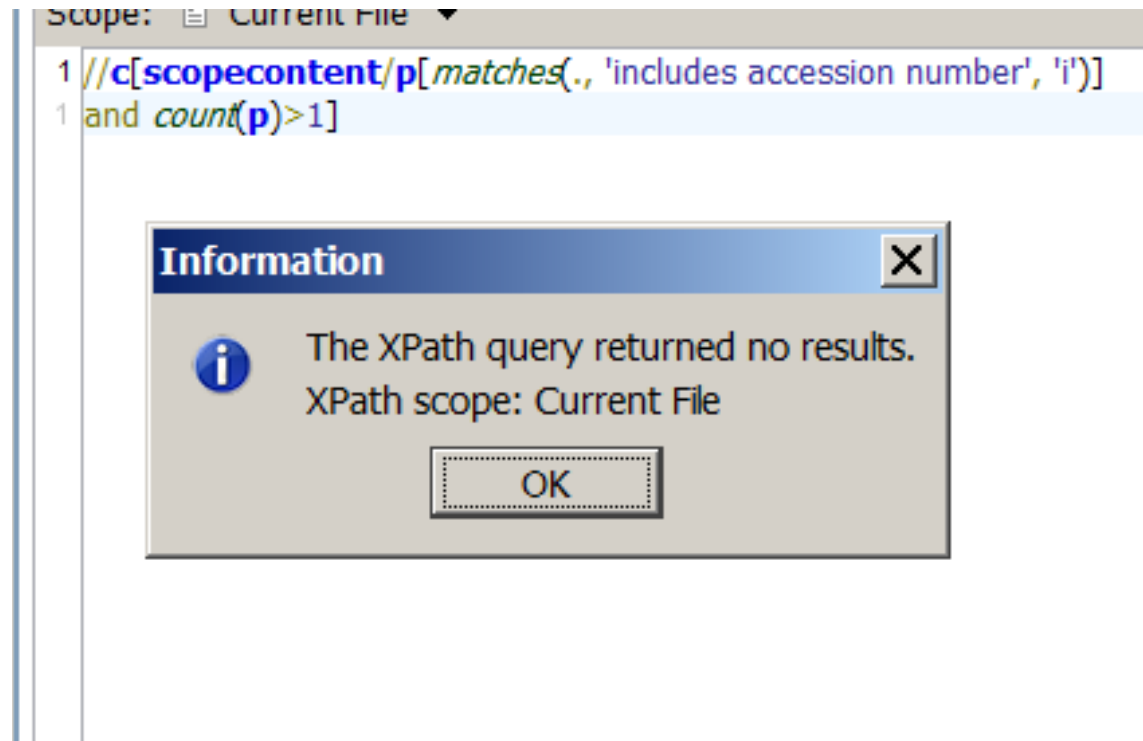 Scope: Current File
1 //c[scopecontent/p[matches(., 'includes accession number', 'i')]
1 and count(p)>1]
Information
The XPath query returned no results.
XPath scope: Current File
OK